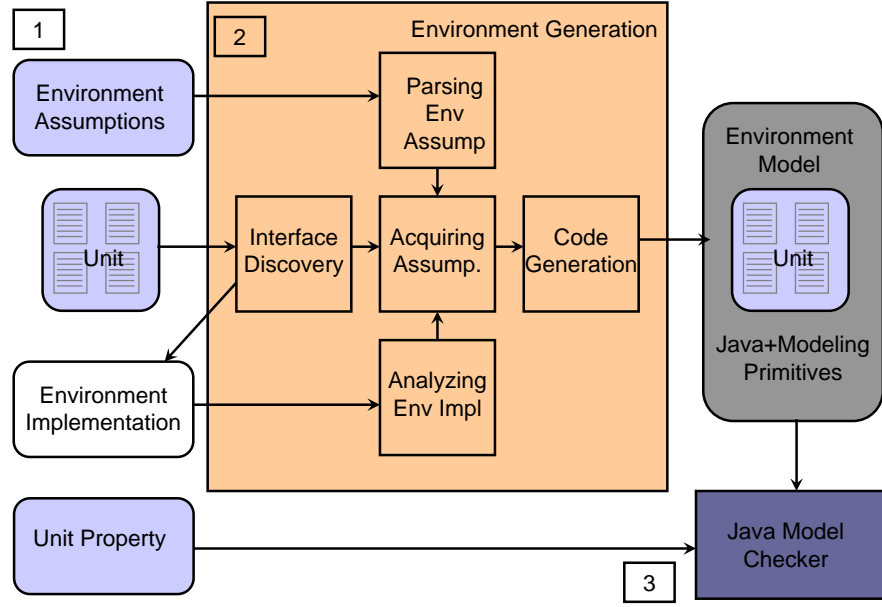 1
2
Environment Generation
Environment
Assumptions
Parsing
Env
Assump
Environment
Model
Unit
Interface
Discovery
Acquiring
Assump.
Code
Generation
Unit
Java+Modeling
Primitives
Environment
Implementation
Analyzing
Env Impl
Unit Property
Java Model
Checker
3